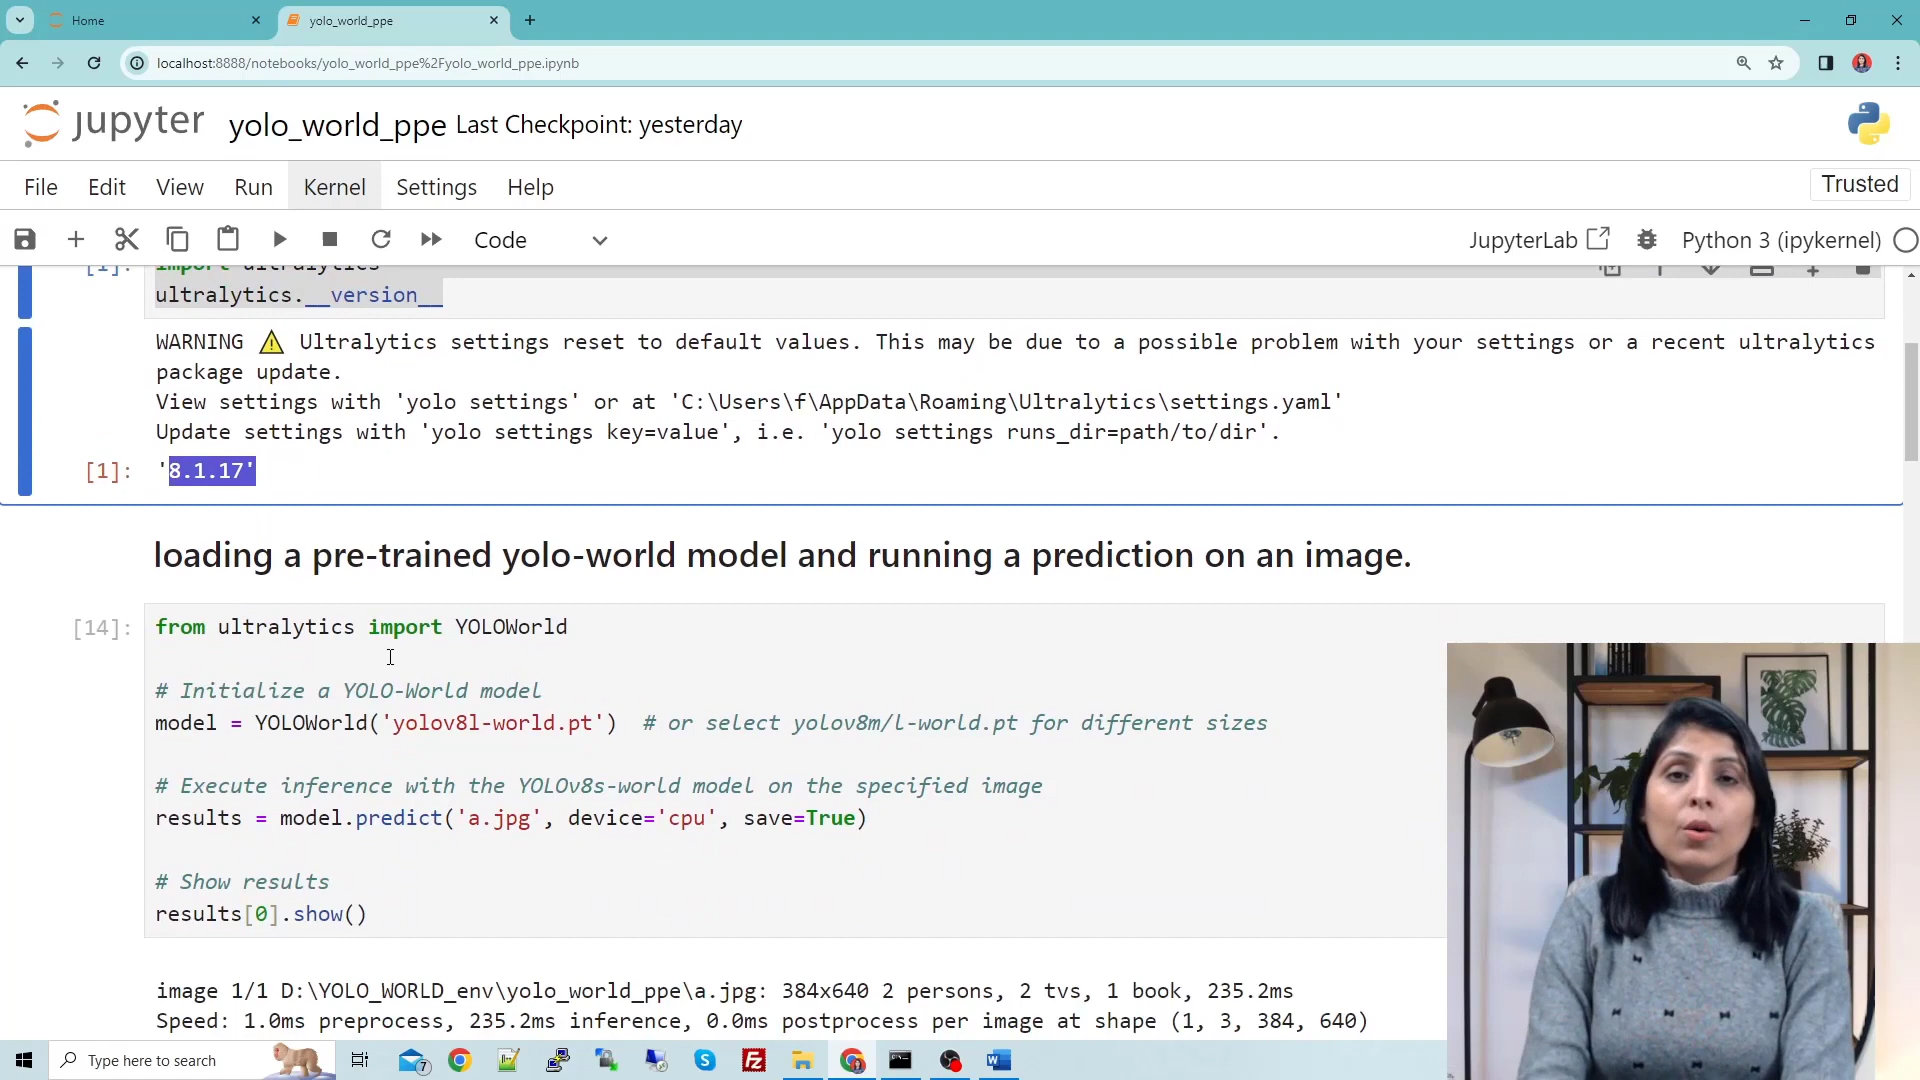 Home
yolo_world_ppe
localhost:8888/notebooks/yolo_world_ppe%2Fyolo_world_ppe.ipynb
jupyter yolo_world_ppe Last Checkpoint: yesterday
File Edit View Run Kernel Settings Help Trusted
Code JupyterLab Python 3 (ipykernel)
[1]: import ultralytics
ultralytics.__version__
WARNING ⚠ Ultralytics settings reset to default values. This may be due to a possible problem with your settings or a recent ultralytics
package update.
View settings with 'yolo settings' or at 'C:\Users\f\AppData\Roaming\Ultralytics\settings.yaml'
Update settings with 'yolo settings key=value', i.e. 'yolo settings runs_dir=path/to/dir'.
[1]: '8.1.17'
loading a pre-trained yolo-world model and running a prediction on an image.
[14]: from ultralytics import YOLOWorld
# Initialize a YOLO-World model
model = YOLOWorld('yolov8l-world.pt')  # or select yolov8m/l-world.pt for different sizes
# Execute inference with the YOLOv8s-world model on the specified image
results = model.predict('a.jpg', device='cpu', save=True)
# Show results
results[0].show()
image 1/1 D:\YOLO_WORLD_env\yolo_world_ppe\a.jpg: 384x640 2 persons, 2 tvs, 1 book, 235.2ms
Speed: 1.0ms preprocess, 235.2ms inference, 0.0ms postprocess per image at shape (1, 3, 384, 640)
Type here to search
7